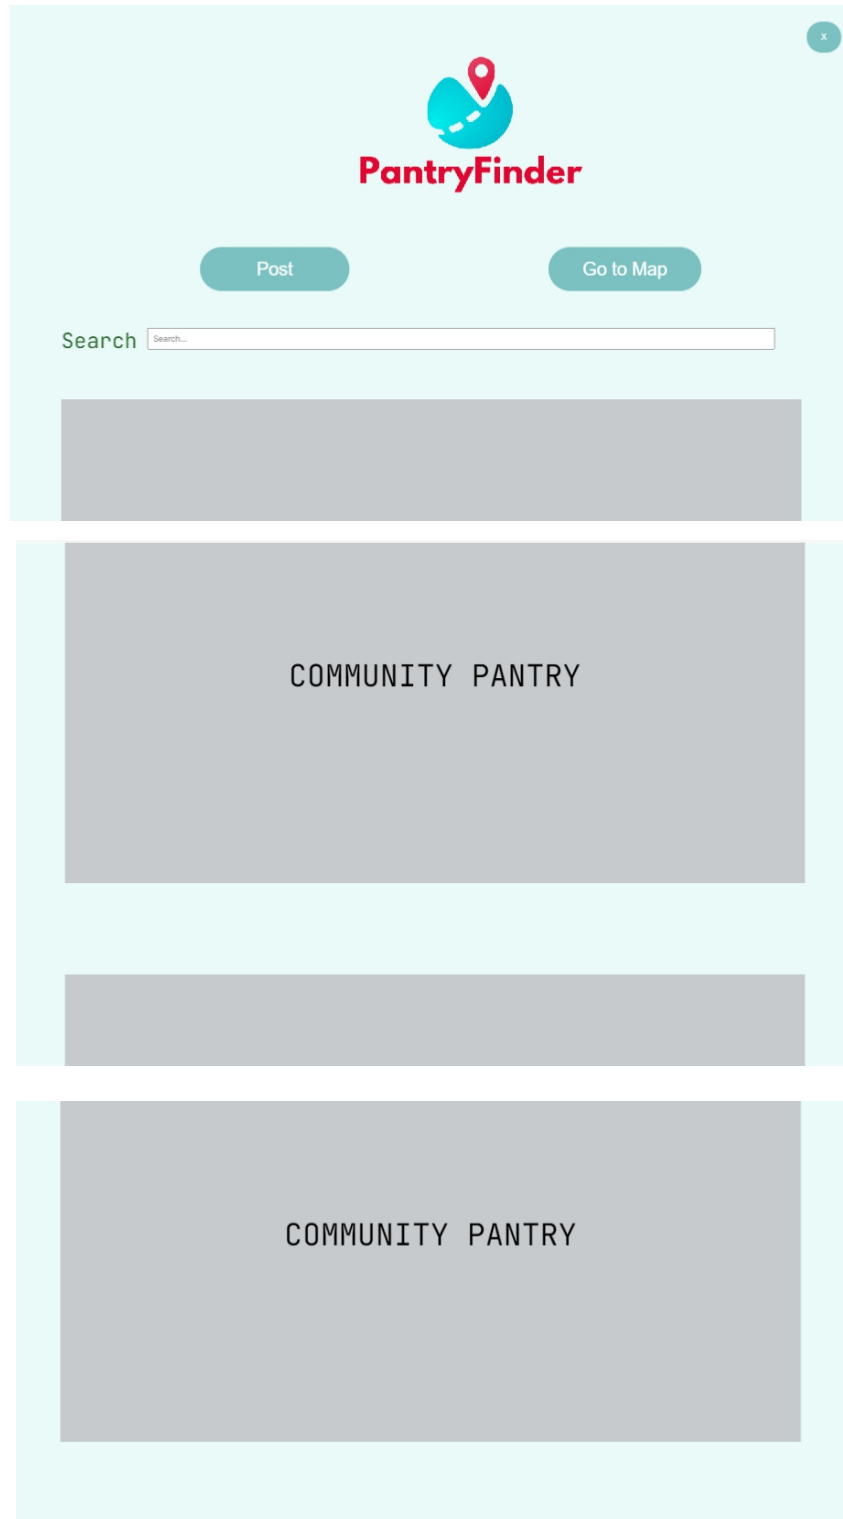 x
PantryFinder
Post Go to Map
Search Search...
COMMUNITY PANTRY
COMMUNITY PANTRY